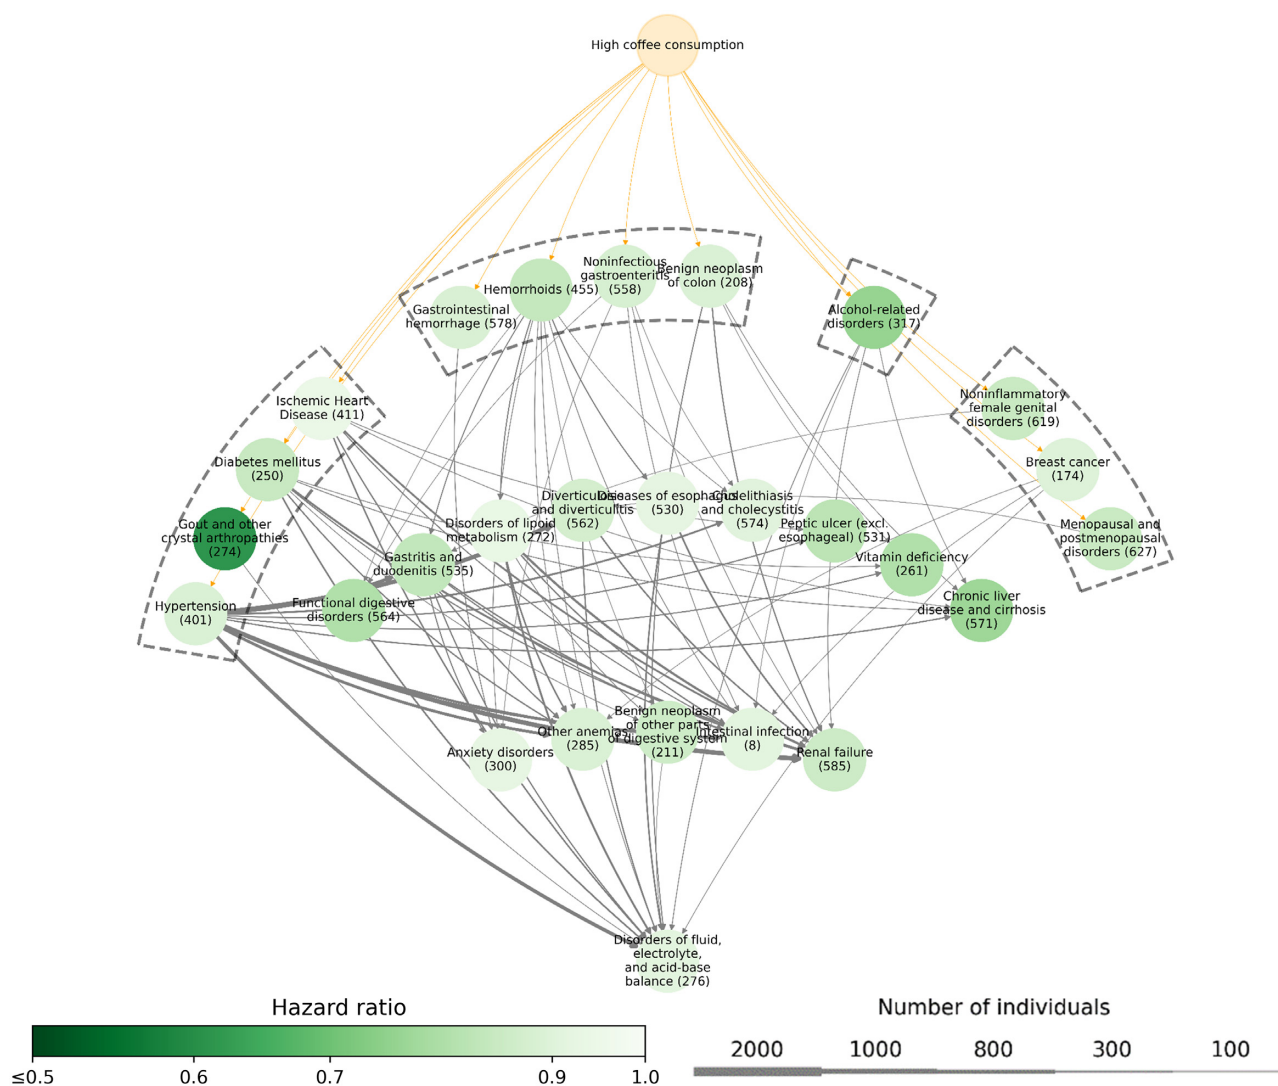 High coffee consumption
Noninfectious
gastroenteritis
(558)
Benign neoplasm
of colon (208)
Hemorrhoids (455)
Gastrointestinal
hemorrhage (578)
Alcohol-related
disorders (317)
Ischemic Heart
Disease (411)
Noninflammatory
female genital
disorders (619)
Diabetes mellitus
(250)
Breast cancer
(174)
Gout and other
crystal arthropathies
(274)
Disorders of lipoid
metabolism (272)
Diverticulosis
and diverticulitis
(562)
Diseases of esophagus
(530)
Cholelithiasis
and cholecystitis
(574)
Peptic ulcer (excl.
esophageal) (531)
Menopausal and
postmenopausal
disorders (627)
Gastritis and
duodenitis (535)
Vitamin deficiency
(261)
Hypertension
(401)
Functional digestive
disorders (564)
Chronic liver
disease and cirrhosis
(571)
Anxiety disorders
(300)
Other anemias
(285)
Benign neoplasm
of other parts
of digestive system
(211)
Intestinal infection
(8)
Renal failure
(585)
Disorders of fluid,
electrolyte,
and acid-base
balance (276)
Hazard ratio
≤0.5 0.6 0.7 0.9 1.0
Number of individuals
2000 1000 800 300 100